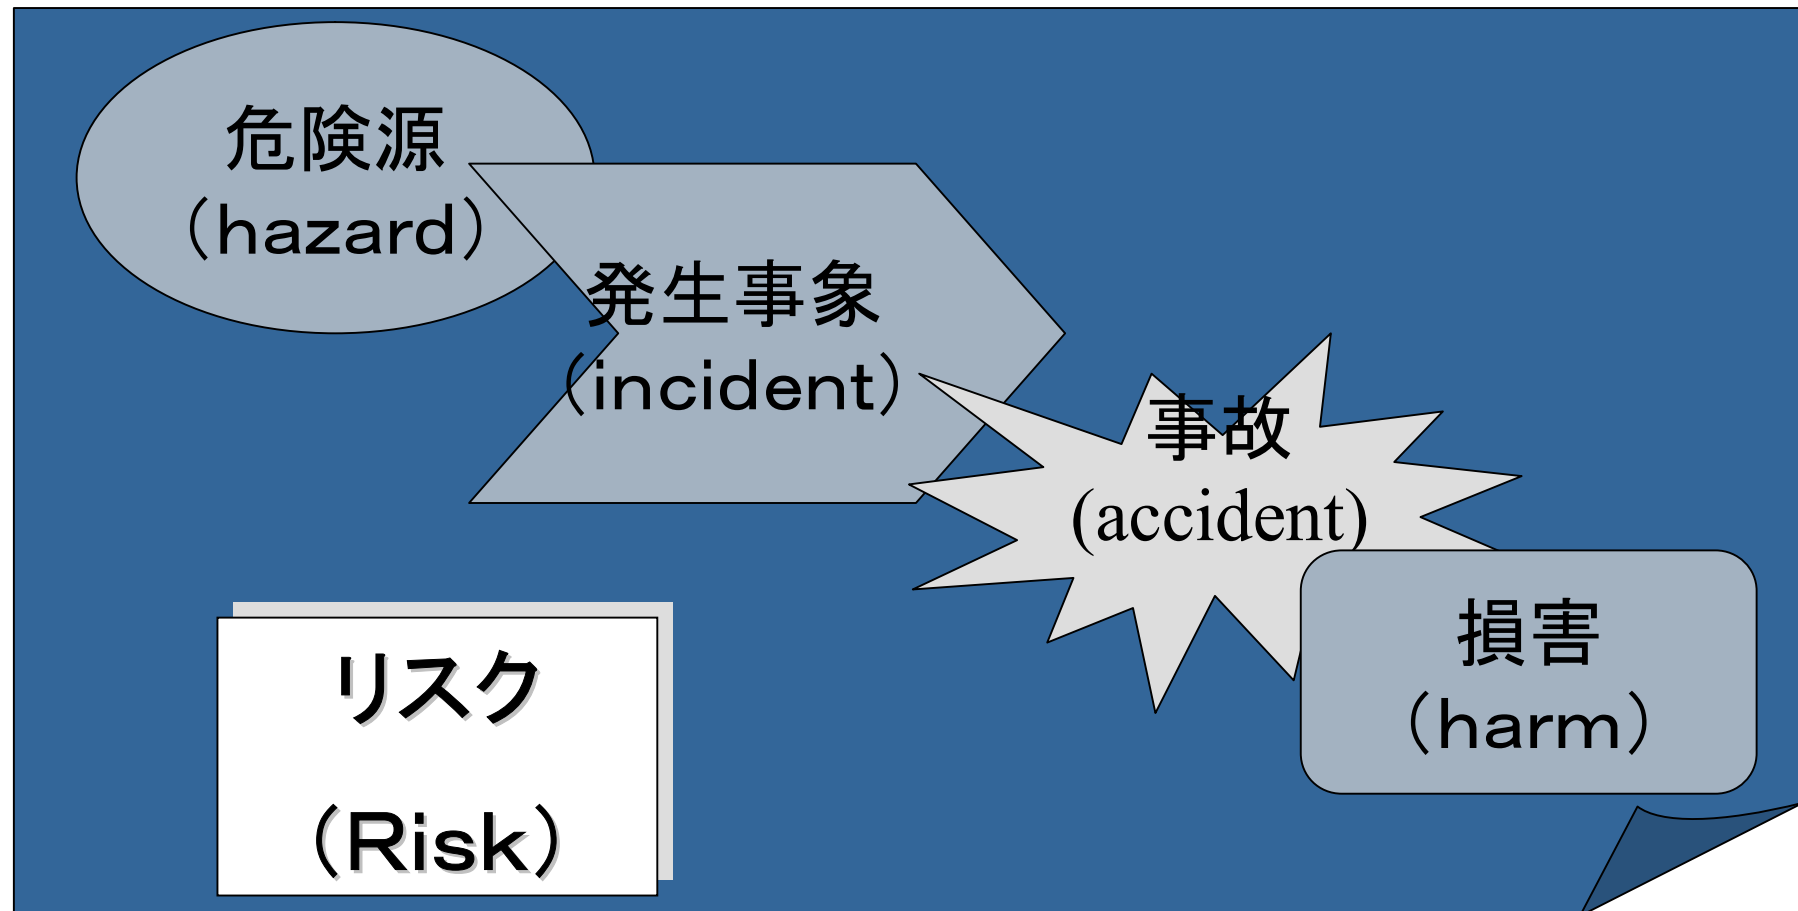 危険源
（hazard）
発生事象
（incident）
事故
(accident)
損害
（harm）
リスク
（Risk）